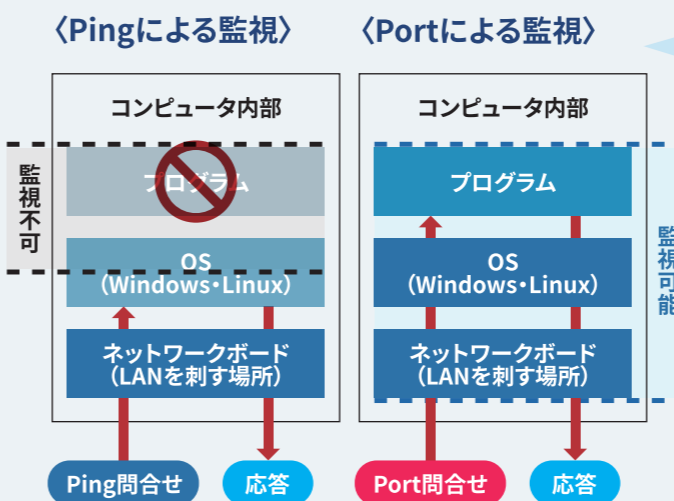 〈Pingによる監視〉
コンピュータ内部
監視不可
プログラム
OS
（Windows・Linux）
ネットワークボード
（LANを刺す場所）
Ping問合せ
応答
〈Portによる監視〉
コンピュータ内部
プログラム
OS
（Windows・Linux）
ネットワークボード
（LANを刺す場所）
監視可能
Port問合せ
応答